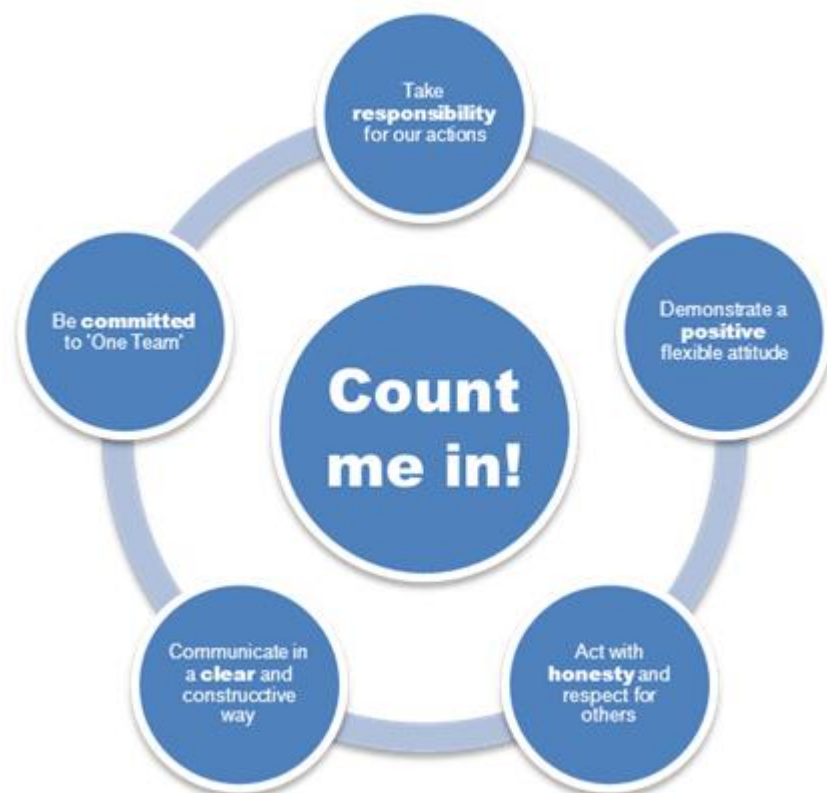 Take
responsibility
for our actions
Demonstrate a
positive
flexible attitude
Act with
honesty and
respect for
others
Communicate in
a clear and
construcctive
way
Be committed
to 'One Team'
Count
me in!